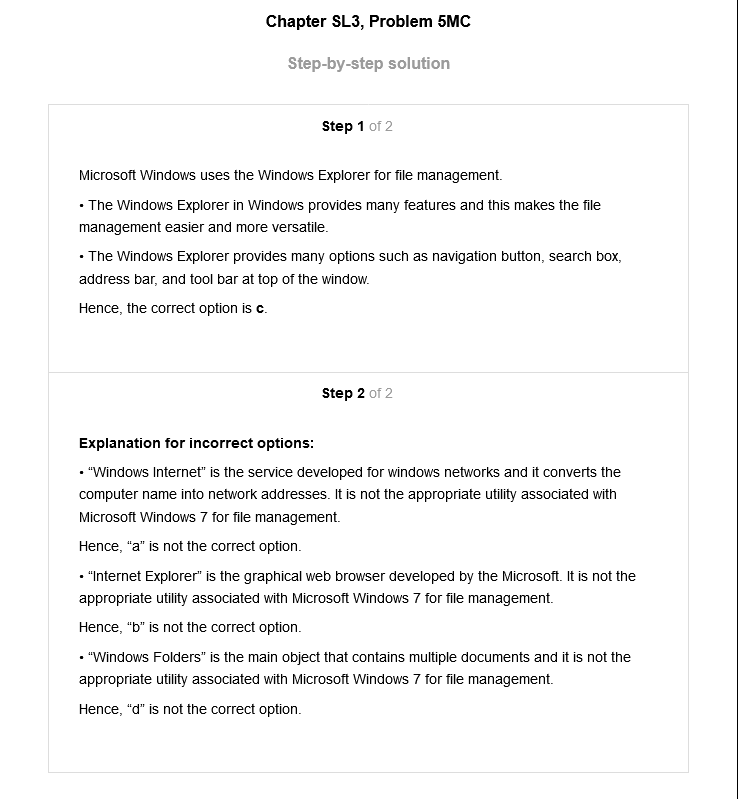 Chapter SL3, Problem 5MC
Step-by-step solution
Step 1 of 2
Microsoft Windows uses the Windows Explorer for file management.
• The Windows Explorer in Windows provides many features and this makes the file
management easier and more versatile.
• The Windows Explorer provides many options such as navigation button, search box,
address bar, and tool bar at top of the window.
Hence, the correct option is c.
Step 2 of 2
Explanation for incorrect options:
• “Windows Internet” is the service developed for windows networks and it converts the
computer name into network addresses. It is not the appropriate utility associated with
Microsoft Windows 7 for file management.
Hence, “a” is not the correct option.
• “Internet Explorer” is the graphical web browser developed by the Microsoft. It is not the
appropriate utility associated with Microsoft Windows 7 for file management.
Hence, “b” is not the correct option.
• “Windows Folders” is the main object that contains multiple documents and it is not the
appropriate utility associated with Microsoft Windows 7 for file management.
Hence, “d” is not the correct option.